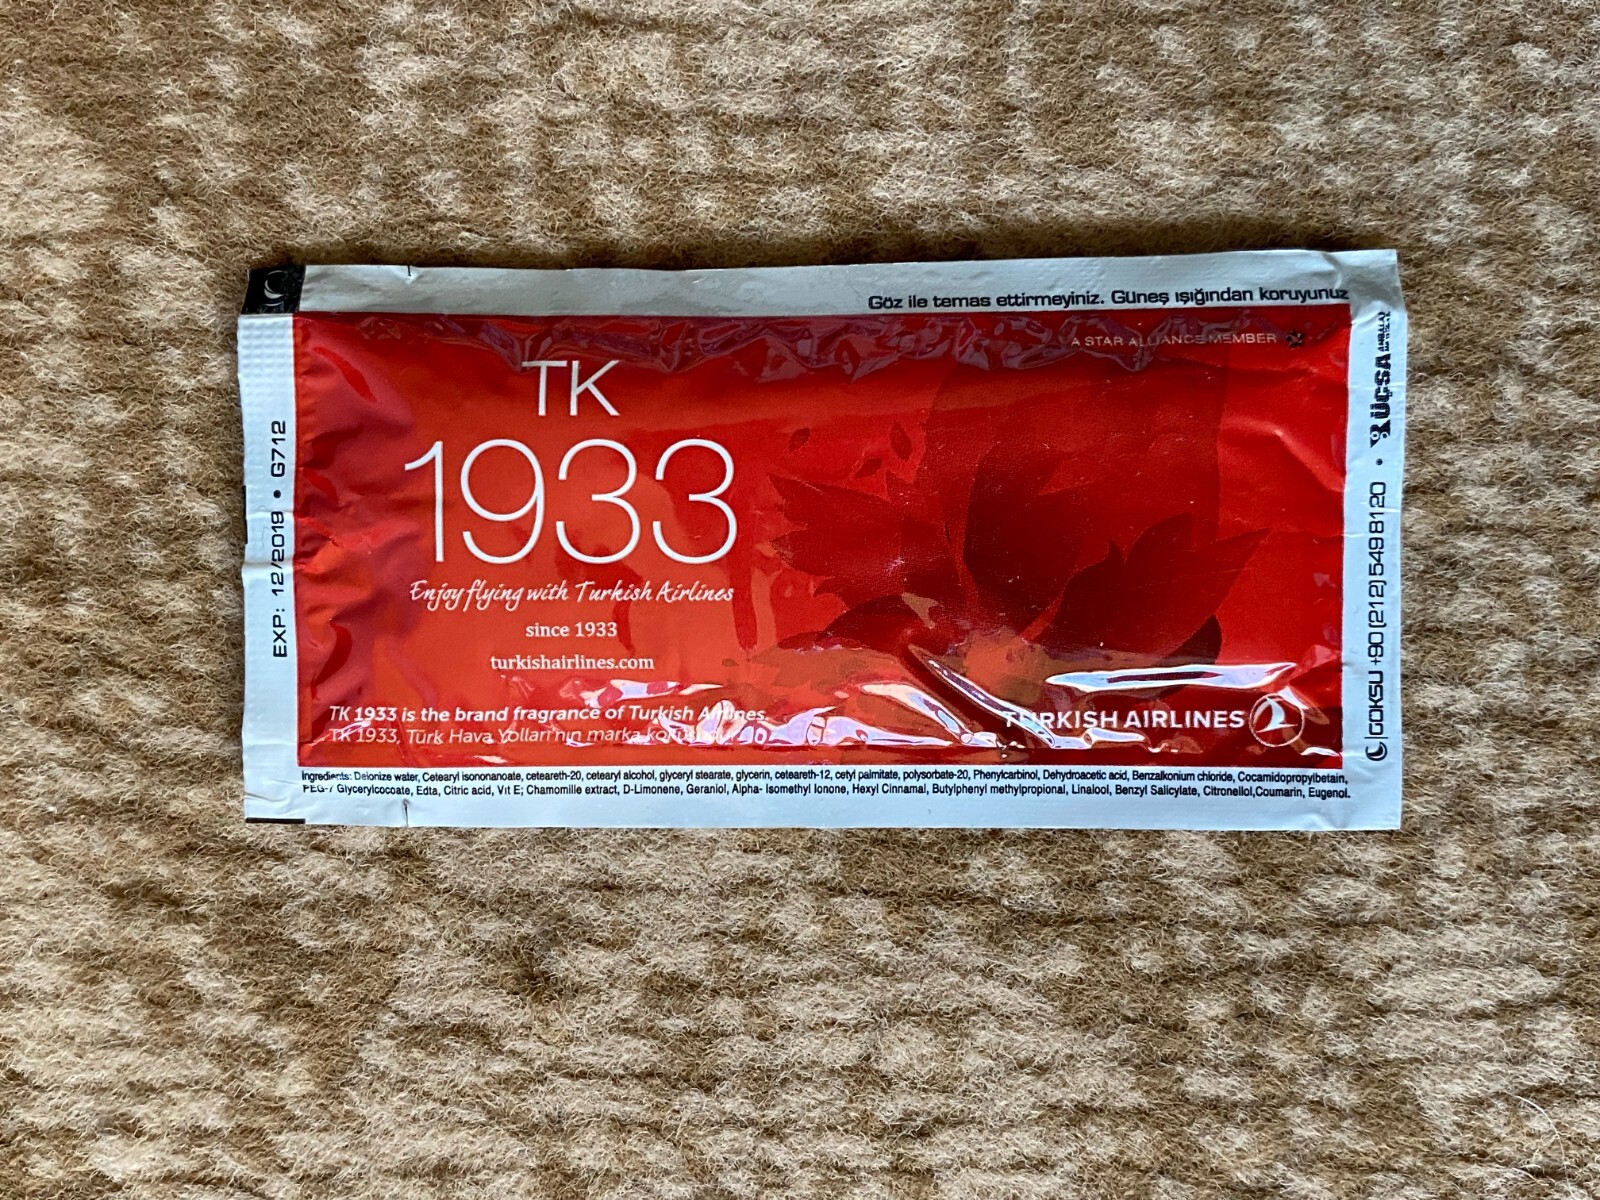 Göz ile temas ettirmeyiniz. Güneş ışığından koruyunuz
A STAR ALLIANCE MEMBER
TK
1933
Enjoy flying with Turkish Airlines
since 1933
turkishairlines.com
TK 1933 is the brand fragrance of Turkish Airlines.
TK 1933, Türk Hava Yolları'nın marka kokusudur.
TURKISH AIRLINES
Ingredients: Deionize water, Cetearyl isononanoate, ceteareth-20, cetearyl alcohol, glyceryl stearate, glycerin, ceteareth-12, cetyl palmitate, polysorbate-20, Phenylcarbinol, Dehydroacetic acid, Benzalkonium chloride, Cocamidopropylbetain,
PEG-7 Glycerylcocoate, Edta, Citric acid, Vit E; Chamomille extract, D-Limonene, Geraniol, Alpha- Isomethyl Ionone, Hexyl Cinnamal, Butylphenyl methylpropional, Linalool, Benzyl Salicylate, Citronellol,Coumarin, Eugenol.
EXP: 12/2019 • G712
GÖKSU +90 (212) 549 81 20 • ÜÇSA AMBALAJ